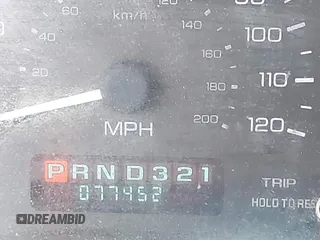 60 km/h 120 80
40 160 100
20 180 110
200 120
MPH
PRND321
077452
TRIP
HOLD TO RES
DREAMBID